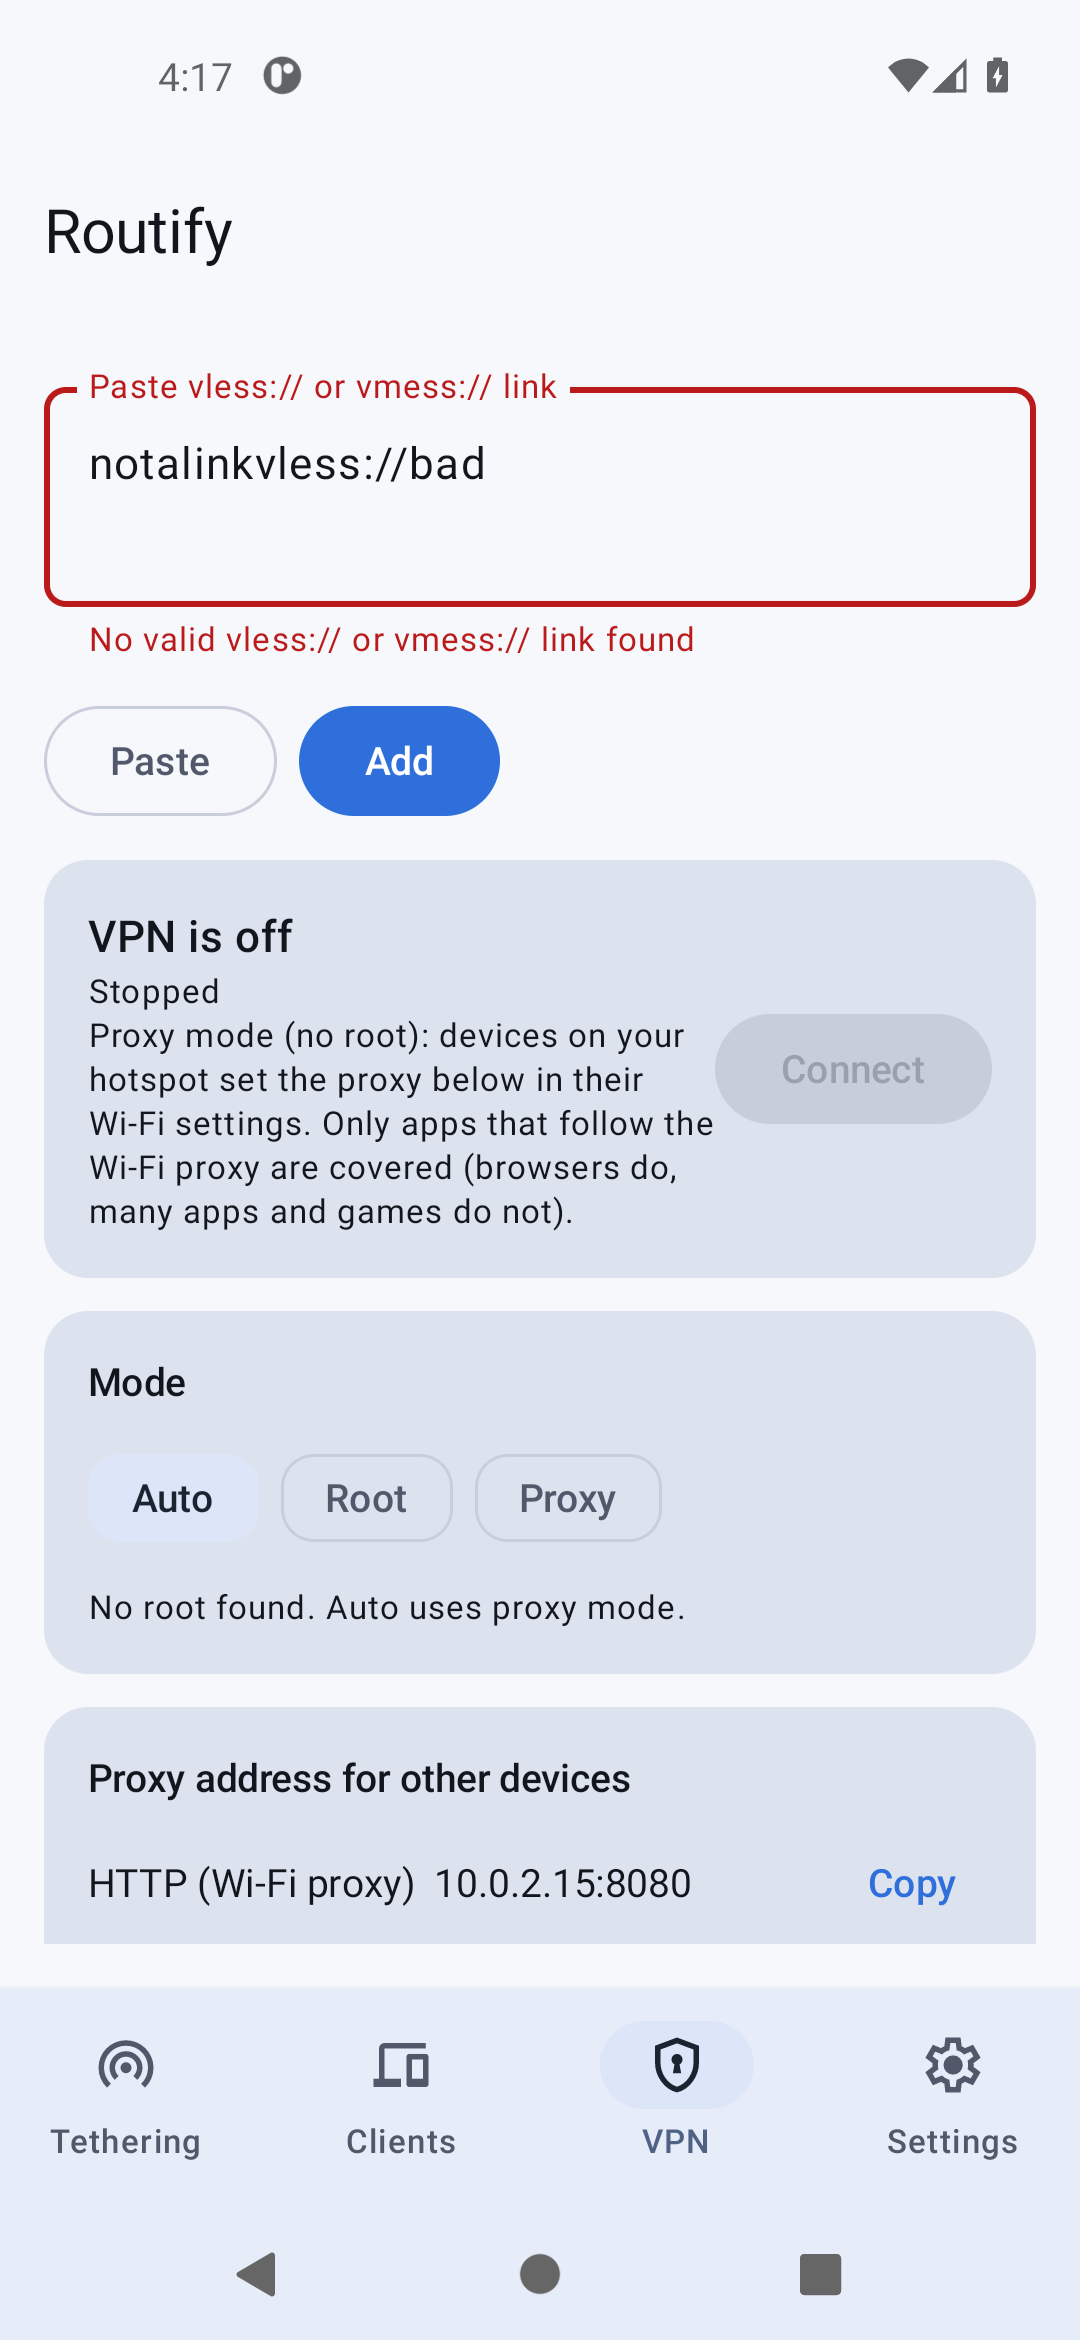 4:17
Routify
Paste vless:// or vmess:// link
notalinkvless://bad
No valid vless:// or vmess:// link found
Paste
Add
VPN is off
Stopped
Proxy mode (no root): devices on your
hotspot set the proxy below in their
Wi-Fi settings. Only apps that follow the
Wi-Fi proxy are covered (browsers do,
many apps and games do not).
Connect
Mode
Auto
Root
Proxy
No root found. Auto uses proxy mode.
Proxy address for other devices
HTTP (Wi-Fi proxy) 10.0.2.15:8080
Copy
Tethering
Clients
VPN
Settings